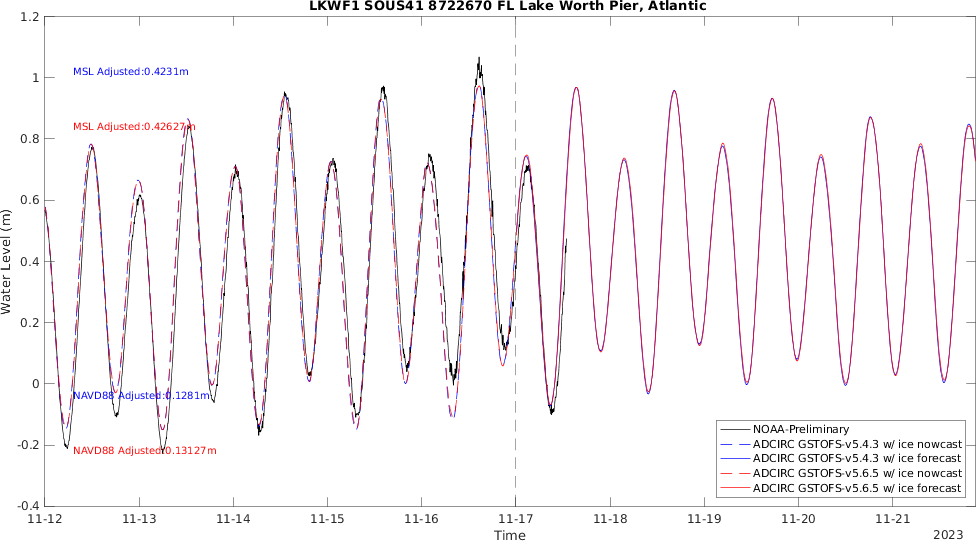 LKWF1 SOUS41 8722670 FL Lake Worth Pier, Atlantic
1.2
1
0.8
0.6
0.4
0.2
0
-0.2
-0.4
Water Level (m)
MSL Adjusted:0.4231m
MSL Adjusted:0.42627m
NAVD88 Adjusted:0.1281m
NAVD88 Adjusted:0.13127m
NOAA-Preliminary
ADCIRC GSTOFS-v5.4.3 w/ ice nowcast
ADCIRC GSTOFS-v5.4.3 w/ ice forecast
ADCIRC GSTOFS-v5.6.5 w/ ice nowcast
ADCIRC GSTOFS-v5.6.5 w/ ice forecast
11-12 11-13 11-14 11-15 11-16 11-17 11-18 11-19 11-20 11-21
Time
2023